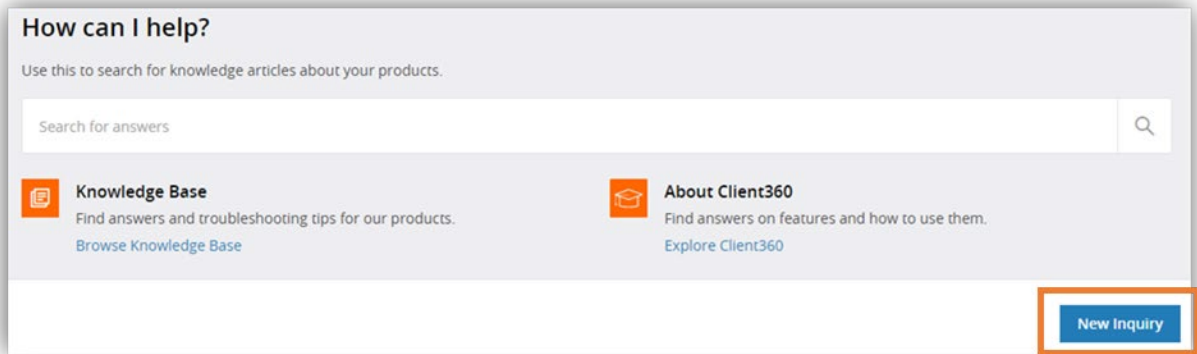 How can I help?
Use this to search for knowledge articles about your products.
Search for answers
Knowledge Base
Find answers and troubleshooting tips for our products.
Browse Knowledge Base
About Client360
Find answers on features and how to use them.
Explore Client360
New Inquiry